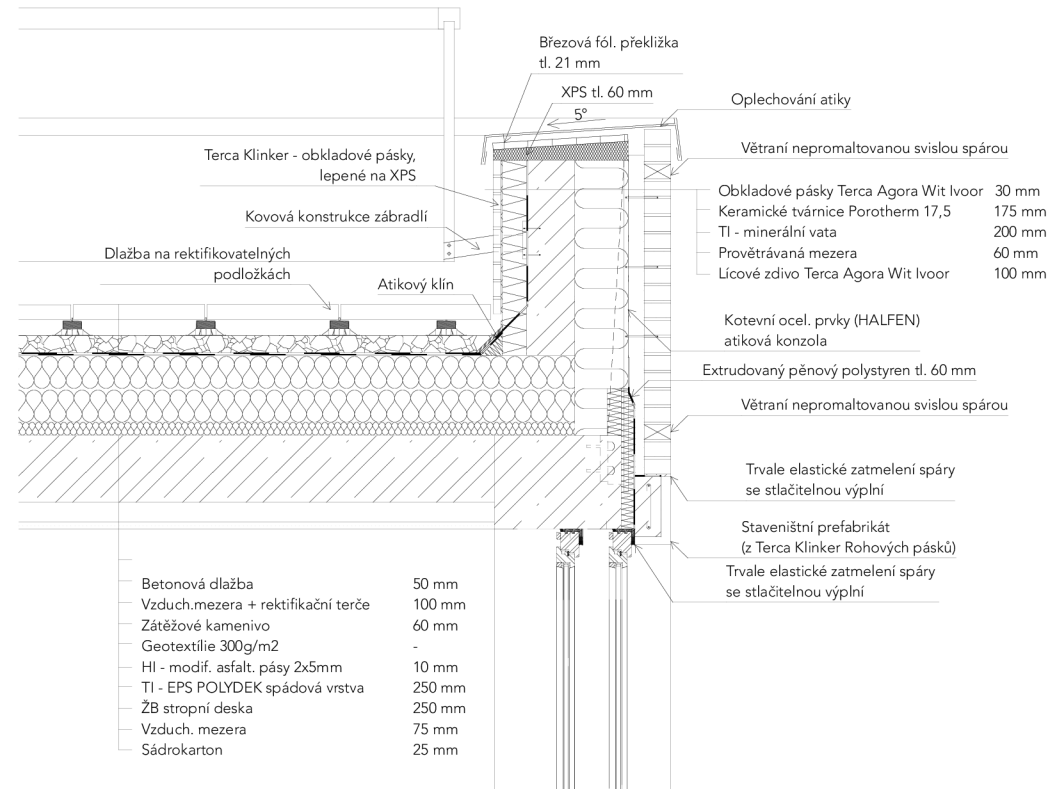 Březová fól. překližka
tl. 21 mm
XPS tl. 60 mm
5°
Oplechování atiky
Terca Klinker - obkladové pásky,
lepené na XPS
Větraní nepromaltovanou svislou spárou
Obkladové pásky Terca Agora Wit Ivoor 30 mm
Keramické tvárnice Porotherm 17,5 175 mm
TI - minerální vata 200 mm
Provětrávaná mezera 60 mm
Lícové zdivo Terca Agora Wit Ivoor 100 mm
Kovová konstrukce zábradlí
Dlažba na rektifikovatelných
podložkách
Atikový klín
Kotevní ocel. prvky (HALFEN)
atiková konzola
Extrudovaný pěnový polystyren tl. 60 mm
Větraní nepromaltovanou svislou spárou
Trvale elastické zatmelení spáry
se stlačitelnou výplní
Staveništní prefabrikát
(z Terca Klinker Rohových pásků)
Trvale elastické zatmelení spáry
se stlačitelnou výplní
Betonová dlažba 50 mm
Vzduch.mezera + rektifikační terče 100 mm
Zátěžové kamenivo 60 mm
Geotextílie 300g/m2 -
HI - modif. asfalt. pásy 2x5mm 10 mm
TI - EPS POLYDEK spádová vrstva 250 mm
ŽB stropní deska 250 mm
Vzduch. mezera 75 mm
Sádrokarton 25 mm